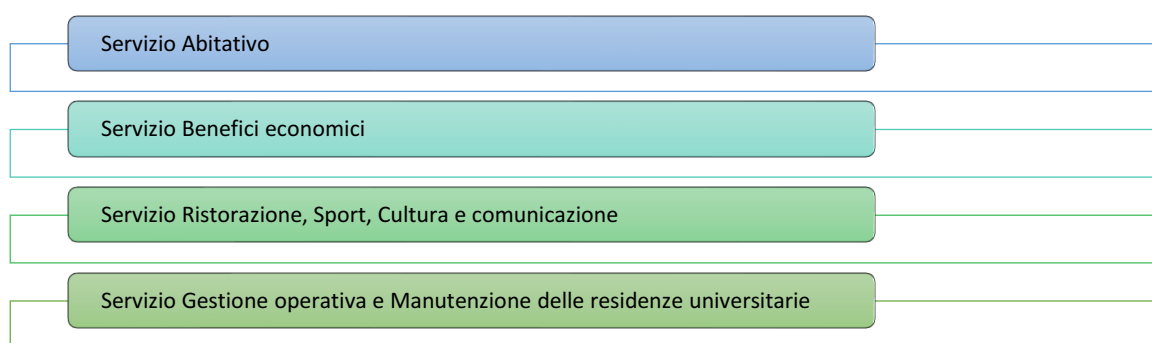 Servizio Abitativo
Servizio Benefici economici
Servizio Ristorazione, Sport, Cultura e comunicazione
Servizio Gestione operativa e Manutenzione delle residenze universitarie